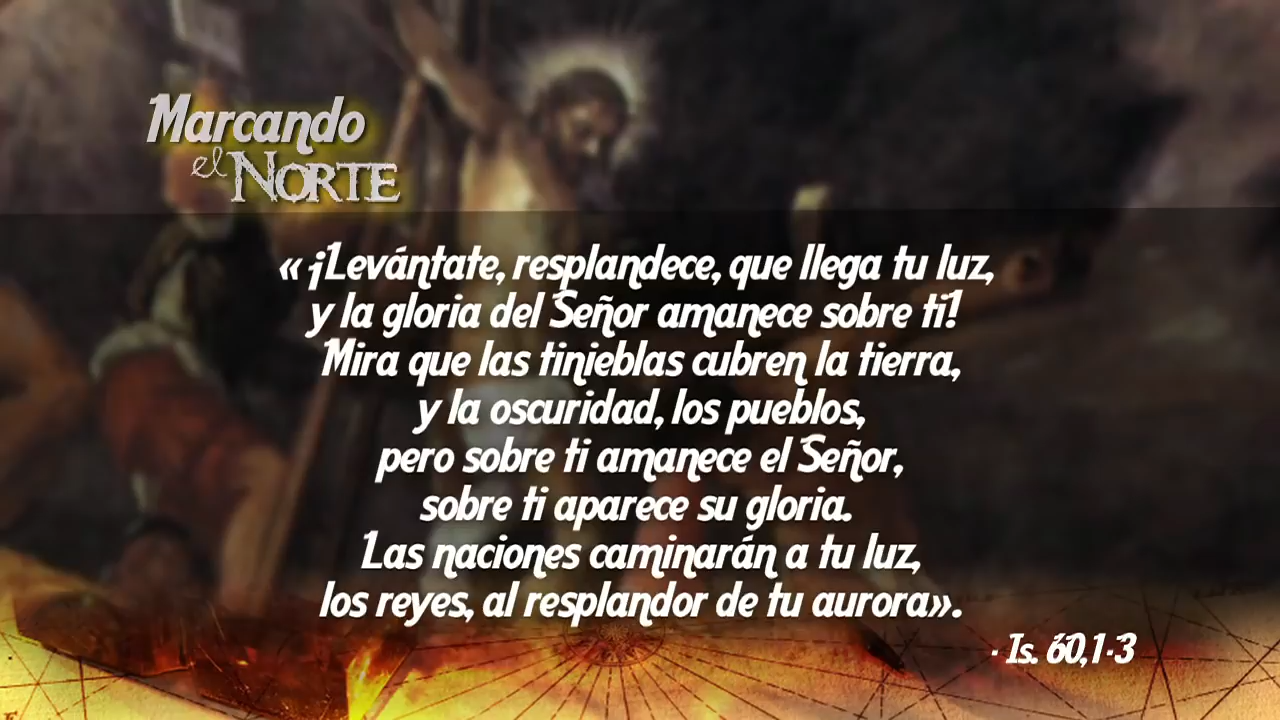 Marcando
el NORTE
« ¡Levántate, resplandece, que llega tu luz,
y la gloria del Señor amanece sobre ti!
Mira que las tinieblas cubren la tierra,
y la oscuridad, los pueblos,
pero sobre ti amanece el Señor,
sobre ti aparece su gloria.
Las naciones caminarán a tu luz,
los reyes, al resplandor de tu aurora».
- Is. 60,1-3